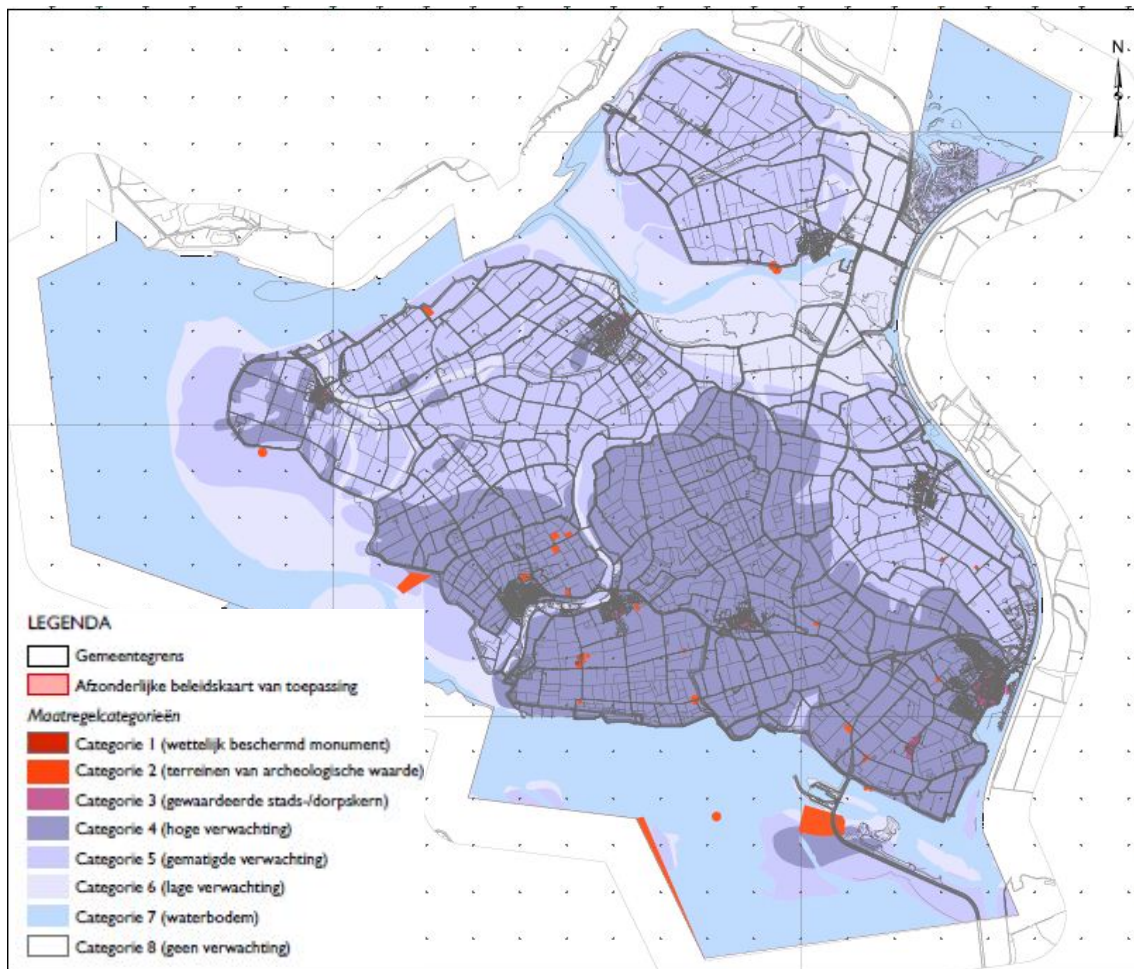 N
LEGENDA
Gemeentegrens
Afzonderlijke beleidskaart van toepassing
Maatregelcategorieën
Categorie 1 (wettelijk beschermd monument)
Categorie 2 (terreinen van archeologische waarde)
Categorie 3 (gewaardeerde stads-/dorpskern)
Categorie 4 (hoge verwachting)
Categorie 5 (gematigde verwachting)
Categorie 6 (lage verwachting)
Categorie 7 (waterbodem)
Categorie 8 (geen verwachting)